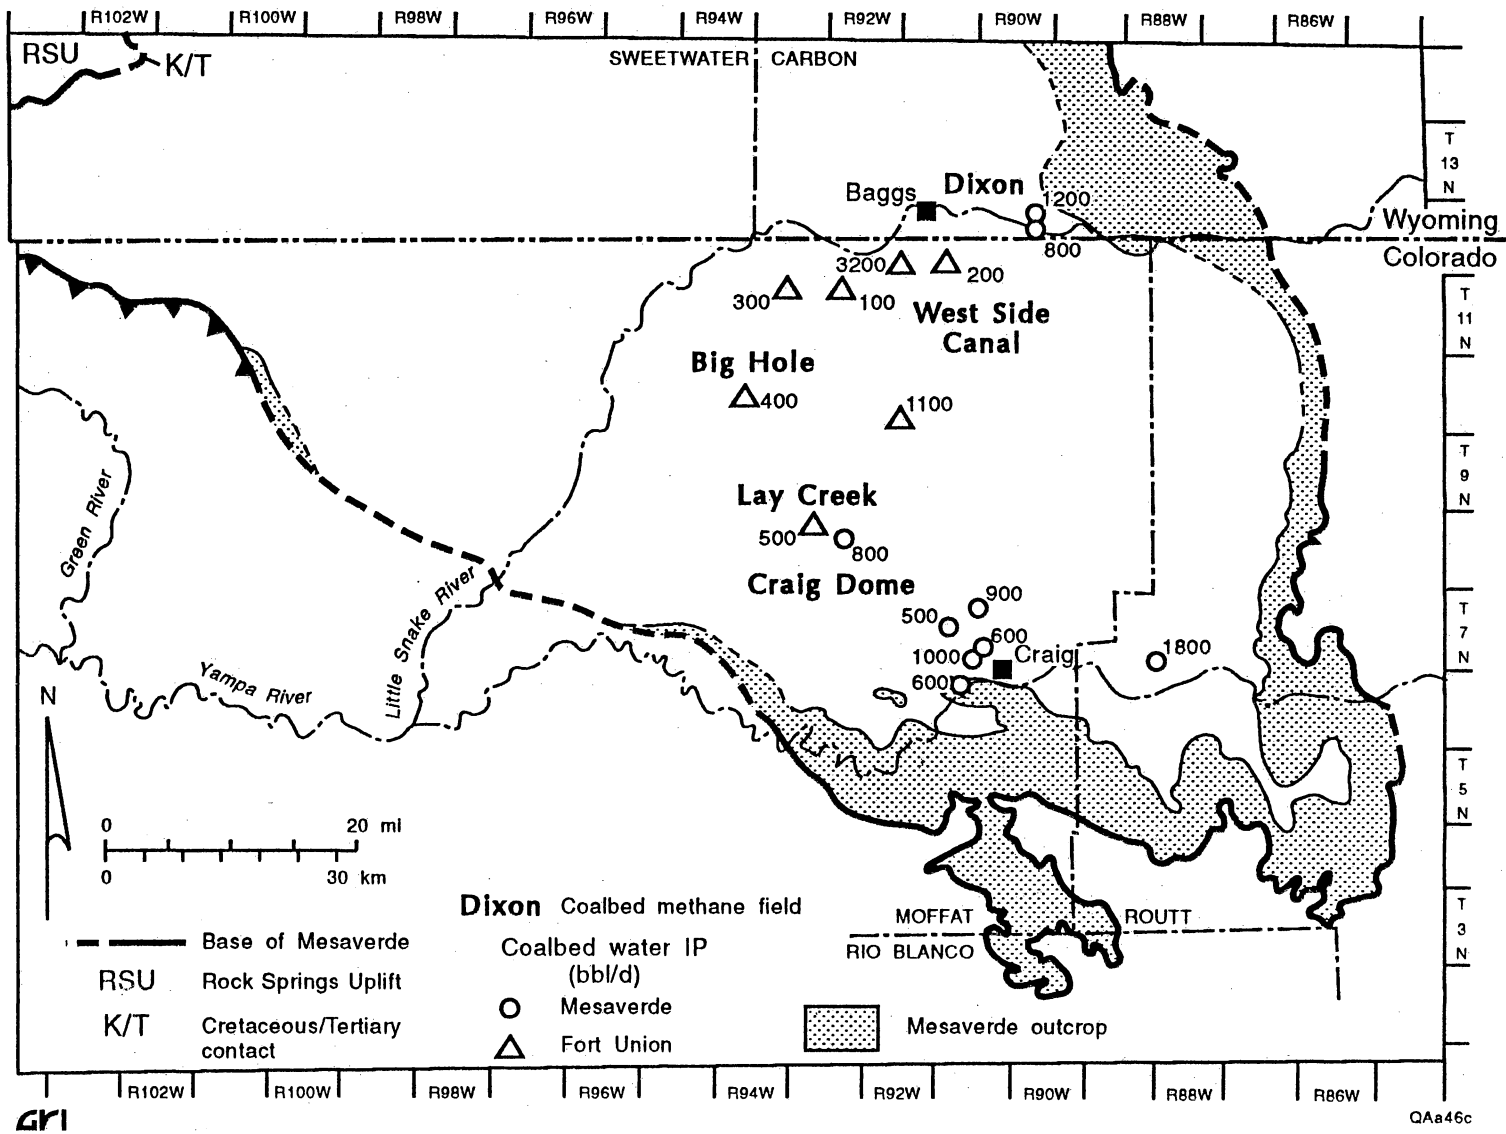 R102W R100W R98W R96W R94W R92W R90W R88W R86W
RSU
K/T
SWEETWATER CARBON
T
13
N
Baggs
Dixon
1200
Wyoming
800
Colorado
3200
200
300
100
T
11
N
West Side
Canal
Big Hole
400
1100
T
9
N
Lay Creek
500
800
Green River
Craig Dome
900
500
600
1000
Craig
1800
600
T
7
N
Little Snake River
Yampa River
N
T
5
N
0 20 mi
0 30 km
T
3
N
MOFFAT ROUTT
RIO BLANCO
Dixon Coalbed methane field
Base of Mesaverde
Coalbed water IP
(bbl/d)
RSU Rock Springs Uplift
Mesaverde
K/T Cretaceous/Tertiary
contact
Fort Union
Mesaverde outcrop
R102W R100W R98W R96W R94W R92W R90W R88W R86W
GRI
QAa46c